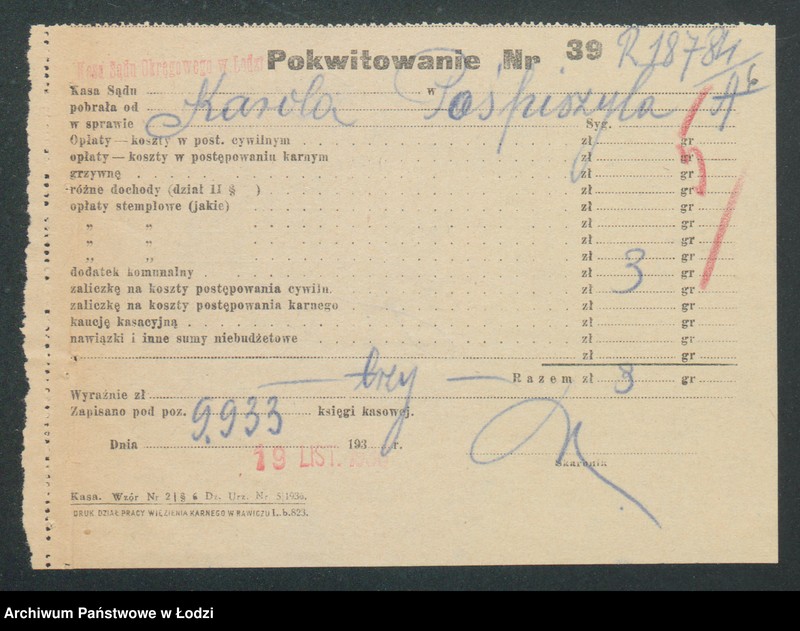 Kasa Sądu Okręgowego w Łodzi
Pokwitowanie Nr 39
R 1878
Kasa Sądu w
pobrała od Karola Pośpiszyla
w sprawie Syg.
Opłaty—koszty w post. cywilnym zł gr
opłaty—koszty w postępowaniu karnym zł gr
grzywnę zł gr
różne dochody (dział II § ) zł gr
opłaty stemplowe (jakie) zł gr
„ „ zł gr
„ „ zł gr
„ „ zł gr
dodatek komunalny zł 3 gr
zaliczkę na koszty postępowania cywiln. zł gr
zaliczkę na koszty postępowania karnego zł gr
kaucję kasacyjną zł gr
nawiązki i inne sumy niebudżetowe zł gr
zł gr
Razem zł 3 gr
Wyraźnie zł — trzy —
Zapisano pod poz. 9.933 księgi kasowej.
Dnia 193 r.
19 LIST.
Skarbnik
Kasa. Wzór Nr 2 | § 6 Dz. Urz. Nr 5/1936.
DRUK DZIAŁ PRACY WIĘZIENIA KARNEGO W RAWICZU L. b. 823.
Archiwum Państwowe w Łodzi